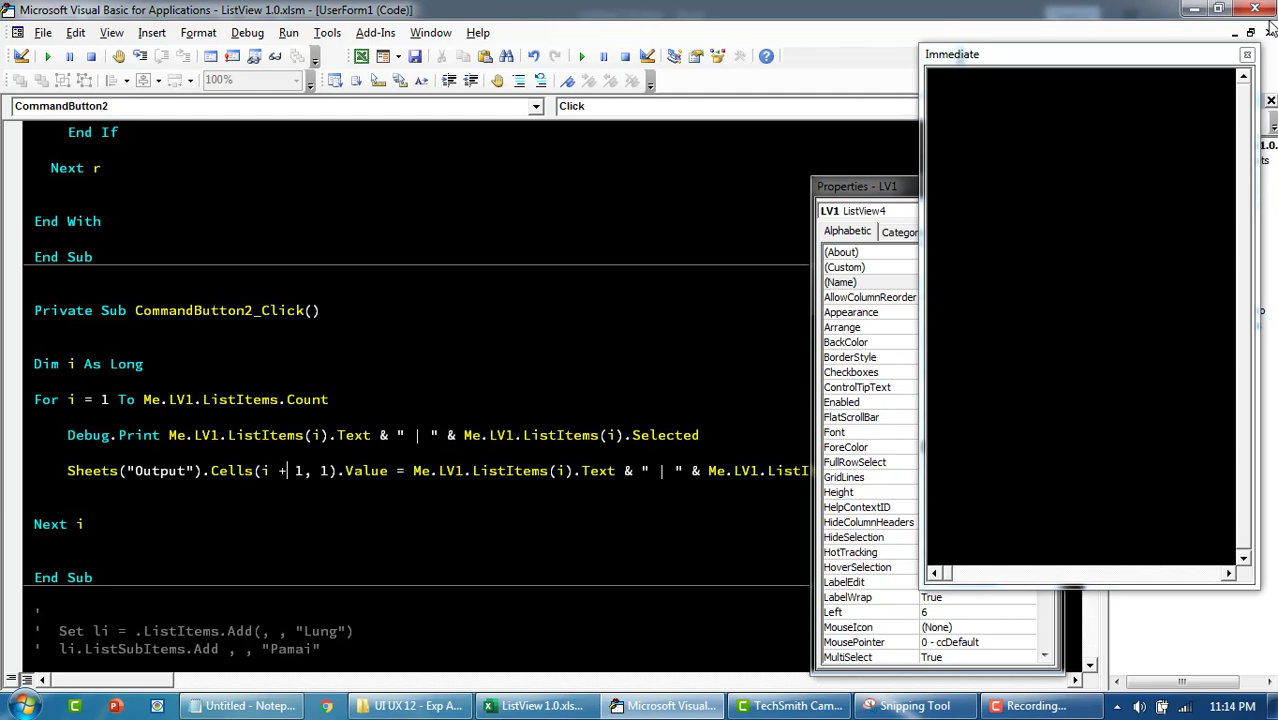 Microsoft Visual Basic for Applications - ListView 1.0.xlsm - [UserForm1 (Code)]
File Edit View Insert Format Debug Run Tools Add-Ins Window Help
100%
CommandButton2
Click
End If
Next r
End With
End Sub
Private Sub CommandButton2_Click()
Dim i As Long
For i = 1 To Me.LV1.ListItems.Count
Debug.Print Me.LV1.ListItems(i).Text & " | " & Me.LV1.ListItems(i).Selected
Sheets("Output").Cells(i + 1, 1).Value = Me.LV1.ListItems(i).Text & " | " & Me.LV1.ListI
Next i
End Sub
'
' Set li = .ListItems.Add(, , "Lung")
' li.ListSubItems.Add , , "Pamai"
Properties - LV1
LV1 ListView4
Alphabetic Categor
(About)
(Custom)
(Name)
AllowColumnReorder
Appearance
Arrange
BackColor
BorderStyle
Checkboxes
ControlTipText
Enabled
FlatScrollBar
Font
ForeColor
FullRowSelect
GridLines
Height
HelpContextID
HideColumnHeaders
HideSelection
HotTracking
HoverSelection
LabelEdit
LabelWrap True
Left 6
MouseIcon (None)
MousePointer 0 - ccDefault
MultiSelect True
Immediate
1.0.
ts
Untitled - Notep...
UI UX 12 - Exp A...
ListView 1.0.xls...
Microsoft Visual...
TechSmith Cam...
Snipping Tool
Recording...
11:14 PM